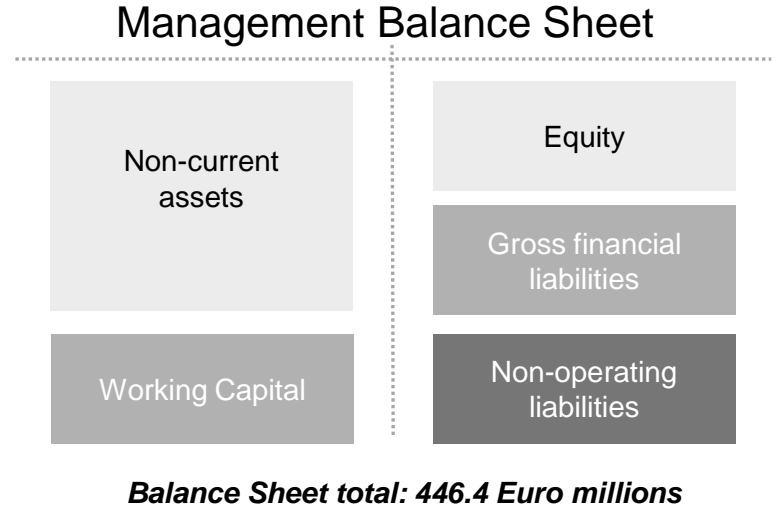 Management Balance Sheet
Non-current
assets
Working Capital
Equity
Gross financial
liabilities
Non-operating
liabilities
Balance Sheet total: 446.4 Euro millions